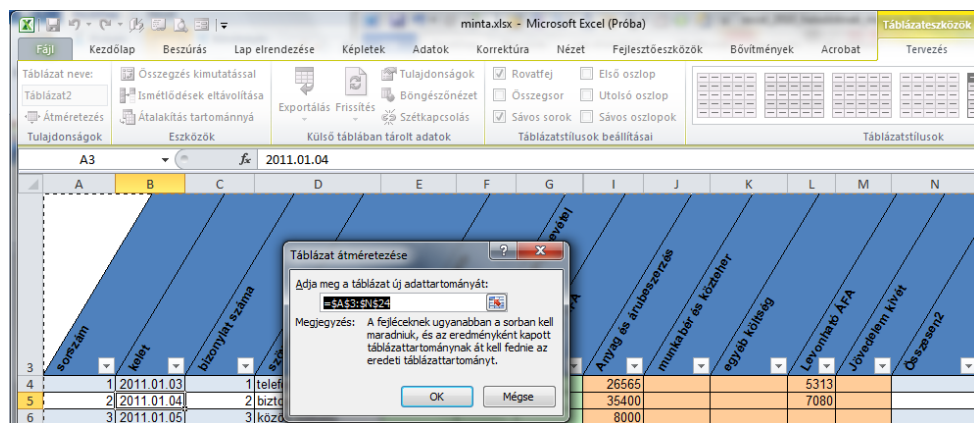 minta.xlsx - Microsoft Excel (Próba)
Táblázateszközök
Fájl Kezdőlap Beszúrás Lap elrendezése Képletek Adatok Korrektúra Nézet Fejlesztőeszközök Bővítmények Acrobat Tervezés
Táblázat neve: Összegzés kimutatással Tulajdonságok Rovatfej Első oszlop
Táblázat2 Ismétlődések eltávolítása Exportálás Frissítés Böngészőnézet Összegsor Utolsó oszlop
Átméretezés Átalakítás tartománnyá Szétkapcsolás Sávos sorok Sávos oszlopok
Tulajdonságok Eszközök Külső táblában tárolt adatok Táblázatstílusok beállításai Táblázatstílusok
A3 fx 2011.01.04
A B C D E F G I J K L M N
3 sorszám kelet bizonylat száma Anyag és árubeszerzés munkabér és közteher egyéb költség Levonható ÁFA Jövedelem kivét Összesen2
Táblázat átméretezése
Adja meg a táblázat új adattartományát:
=$A$3:$N$24
Megjegyzés: A fejléceknek ugyanabban a sorban kell
maradniuk, és az eredményként kapott
táblázattartománynak át kell fednie az
eredeti táblázattartományt.
OK Mégse
4 1 2011.01.03 1 telef 26565 5313
5 2 2011.01.04 2 bizto 35400 7080
6 3 2011.01.05 3 közö 8000